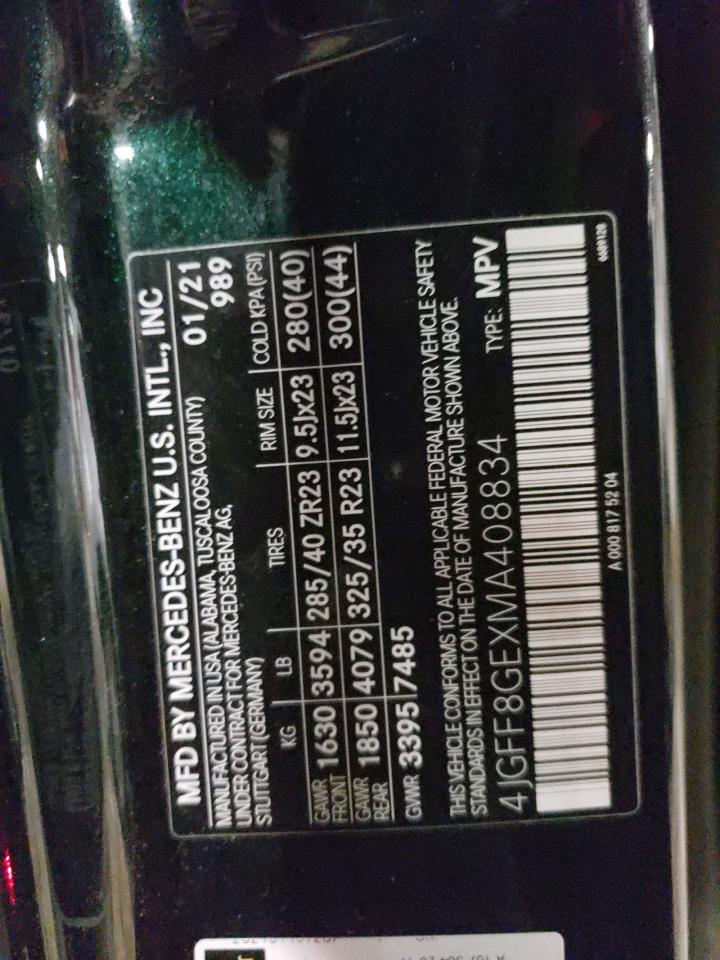 MFD BY MERCEDES-BENZ U.S. INTL., INC
MANUFACTURED IN USA (ALABAMA, TUSCALOOSA COUNTY) 01/21
UNDER CONTRACT FOR MERCEDES-BENZ AG, 989
STUTTGART (GERMANY)
KG LB TIRES RIM SIZE COLD KPA (PSI)
GAWR FRONT 1630 3594 285/40 ZR23 9.5Jx23 280(40)
GAWR REAR 1850 4079 325/35 R23 11.5Jx23 300(44)
GVWR 3395 7485
THIS VEHICLE CONFORMS TO ALL APPLICABLE FEDERAL MOTOR VEHICLE SAFETY
STANDARDS IN EFFECT ON THE DATE OF MANUFACTURE SHOWN ABOVE.
4JGFF8GEXMA408834 TYPE: MPV
A 000 817 52 04